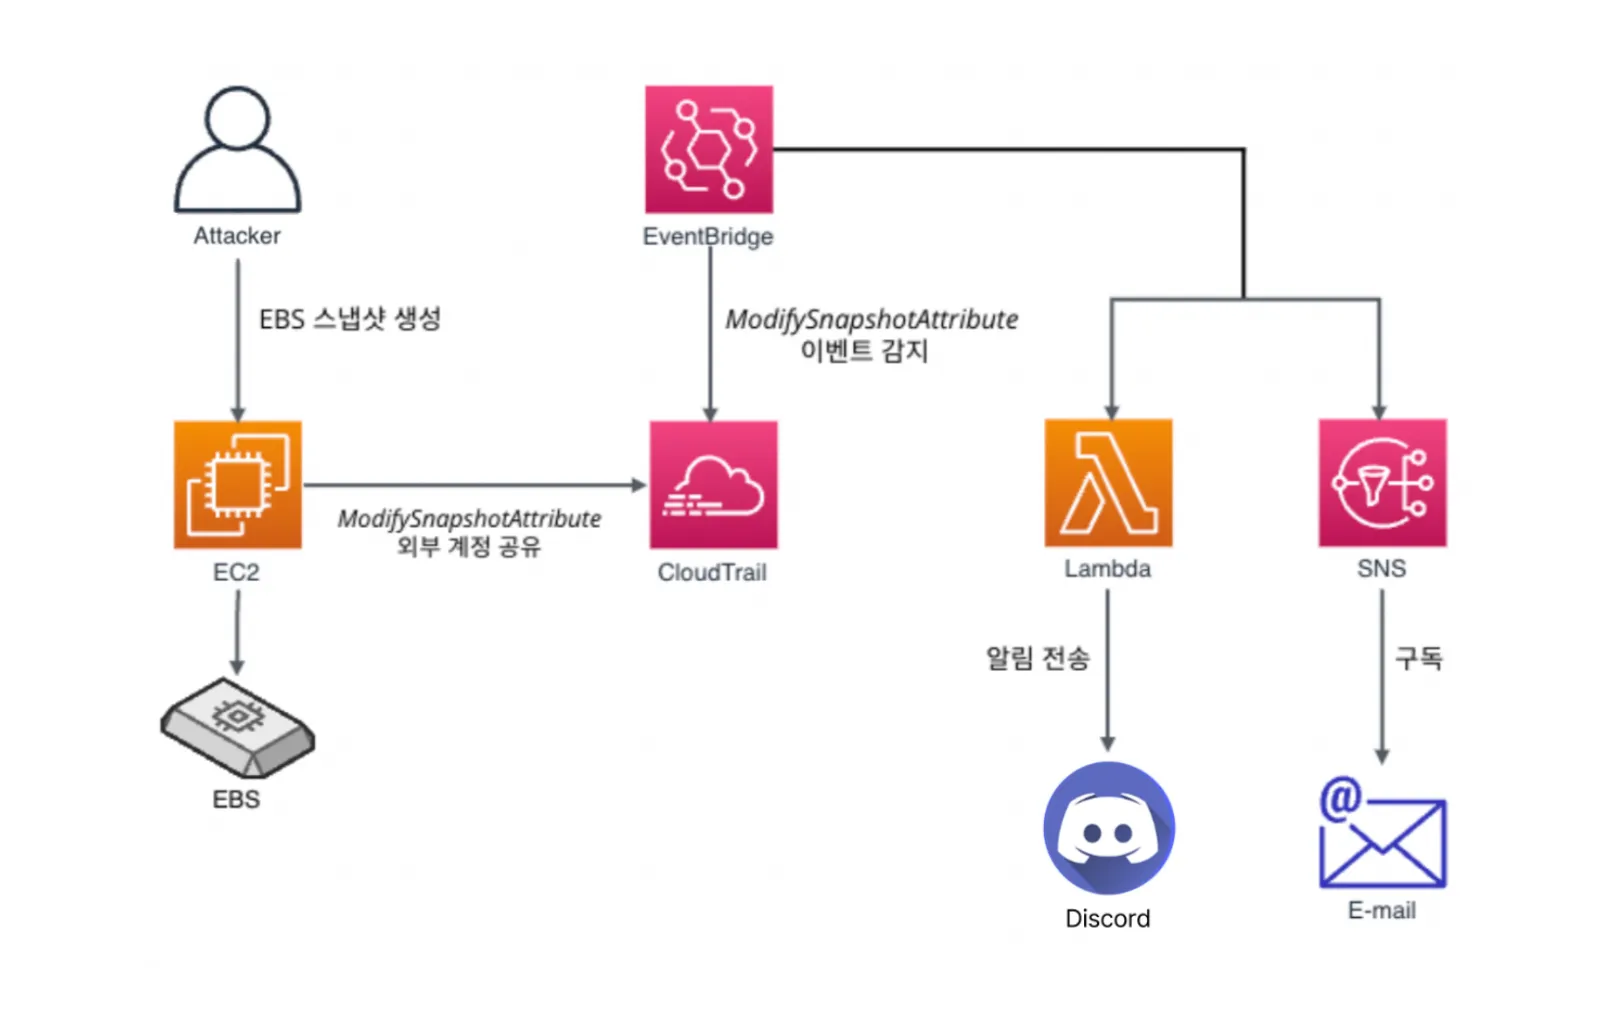 Attacker
EventBridge
EBS 스냅샷 생성
ModifySnapshotAttribute
이벤트 감지
ModifySnapshotAttribute
외부 계정 공유
EC2
CloudTrail
Lambda
SNS
알림 전송
구독
EBS
@
Discord
E-mail